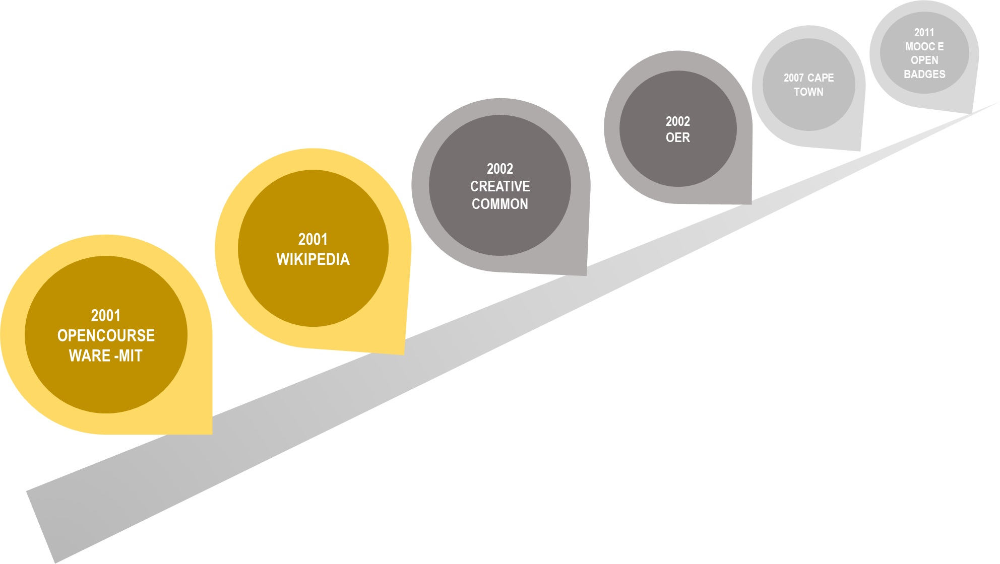 2001
OPENCOURSE
WARE -MIT
2001
WIKIPEDIA
2002
CREATIVE
COMMON
2002
OER
2007 CAPE
TOWN
2011
MOOC E
OPEN
BADGES